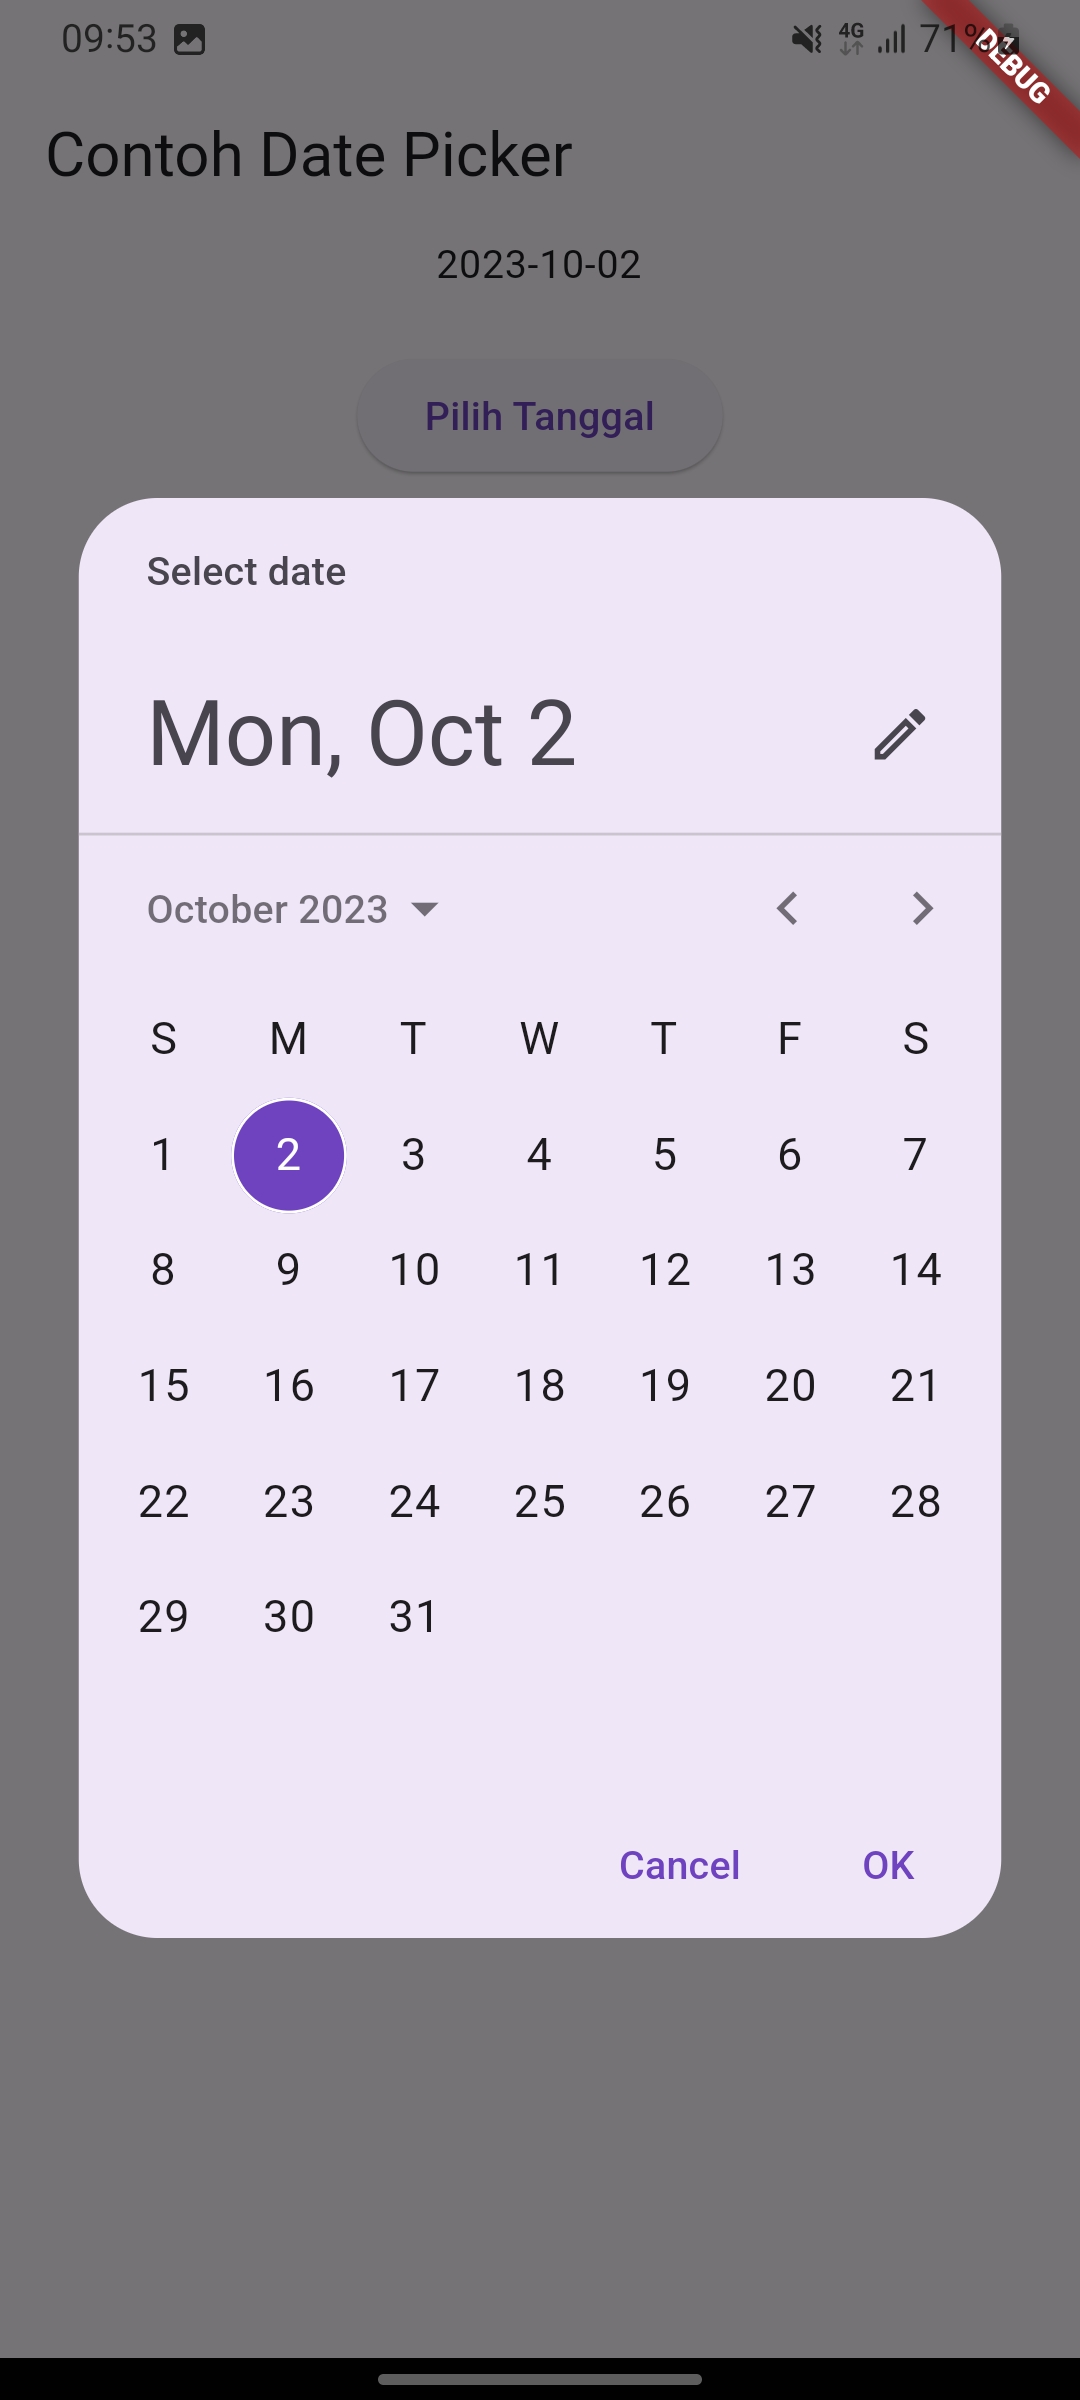 09:53 4G 71%
DEBUG
Contoh Date Picker
2023-10-02
Pilih Tanggal
Select date
Mon, Oct 2
October 2023
S M T W T F S
1 2 3 4 5 6 7
8 9 10 11 12 13 14
15 16 17 18 19 20 21
22 23 24 25 26 27 28
29 30 31
Cancel OK